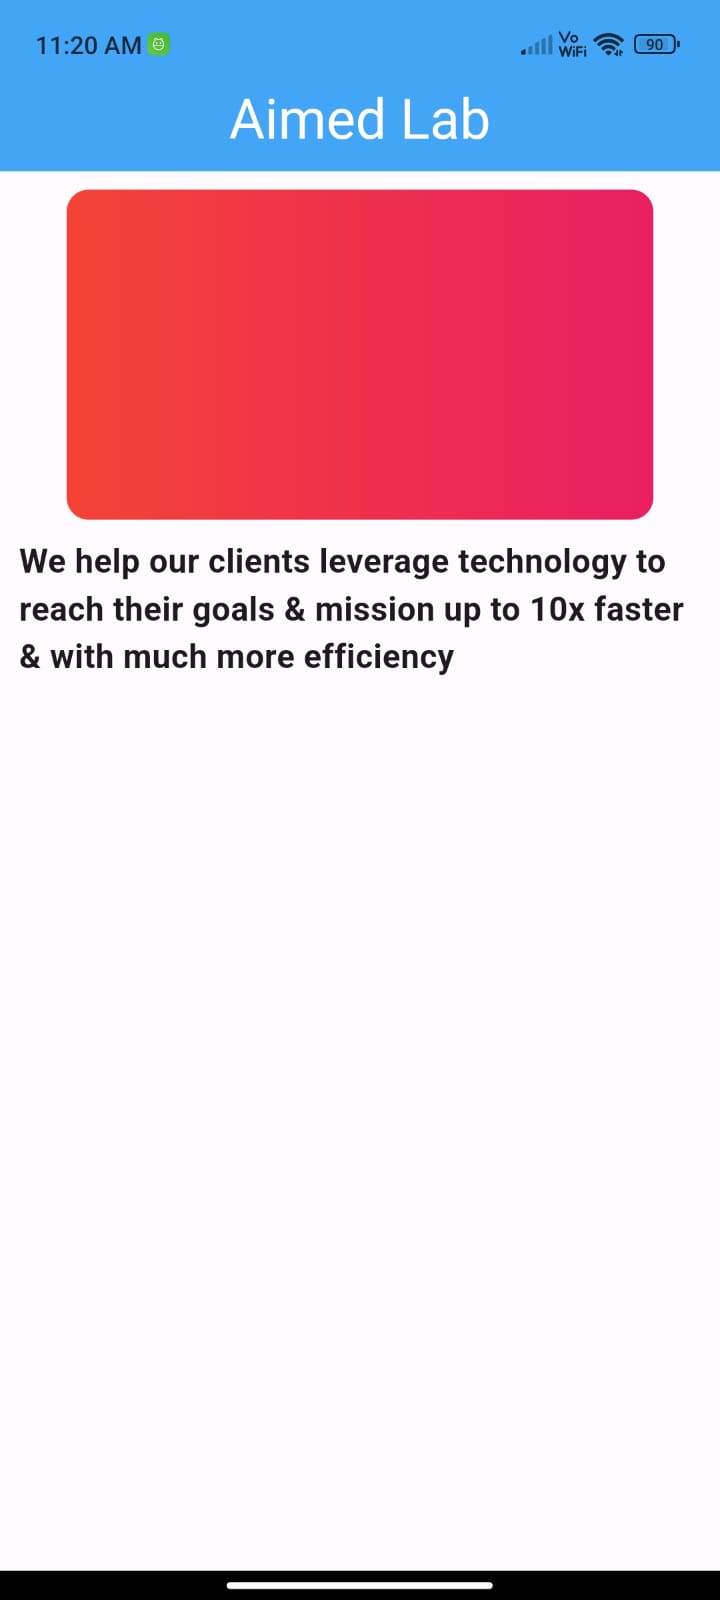 11:20 AM
Vo
WiFi
90
Aimed Lab
We help our clients leverage technology to
reach their goals & mission up to 10x faster
& with much more efficiency